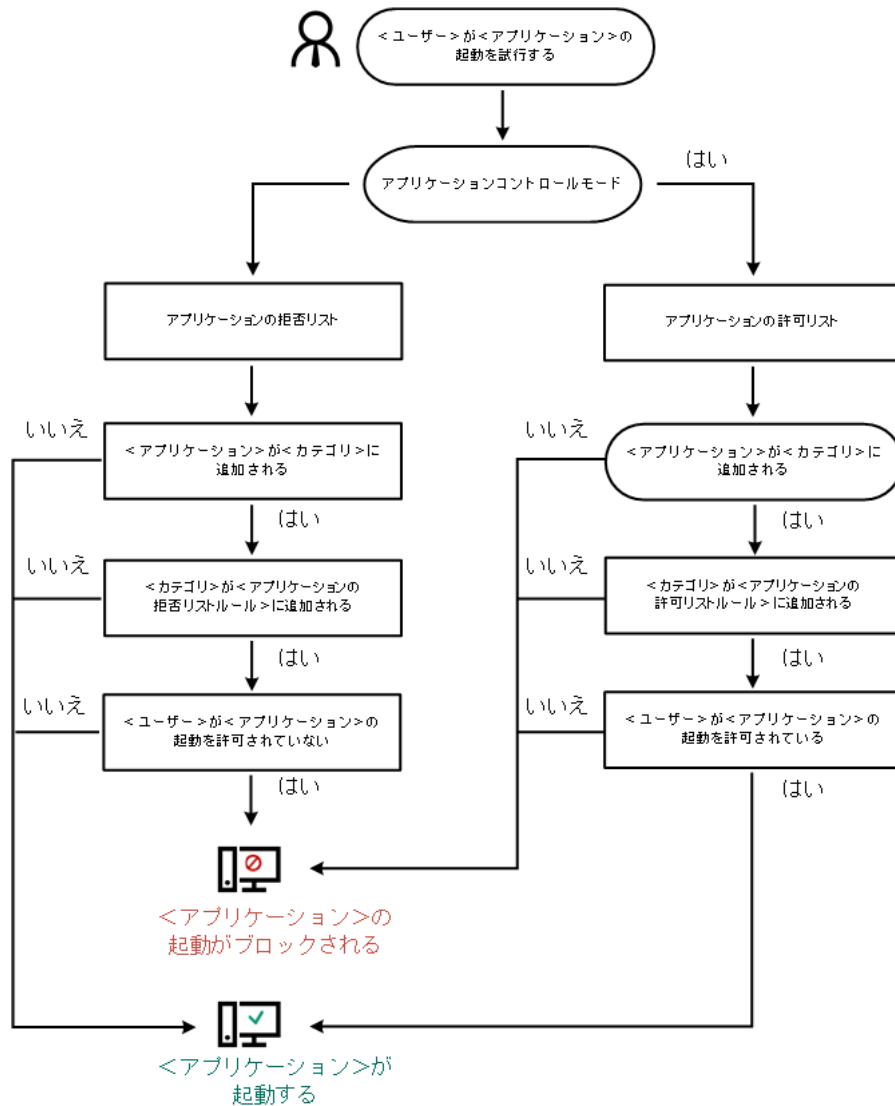 <ユーザー>が<アプリケーション>の
起動を試行する
はい
アプリケーションコントロールモード
アプリケーションの拒否リスト
アプリケーションの許可リスト
いいえ
<アプリケーション>が<カテゴリ>に
追加される
いいえ
<アプリケーション>が<カテゴリ>に
追加される
はい
はい
いいえ
<カテゴリ>が<アプリケーションの
拒否リストルール>に追加される
いいえ
<カテゴリ>が<アプリケーションの
許可リストルール>に追加される
はい
はい
いいえ
<ユーザー>が<アプリケーション>の
起動を許可されていない
いいえ
<ユーザー>が<アプリケーション>の
起動を許可されている
はい
はい
<アプリケーション>の
起動がブロックされる
<アプリケーション>が
起動する